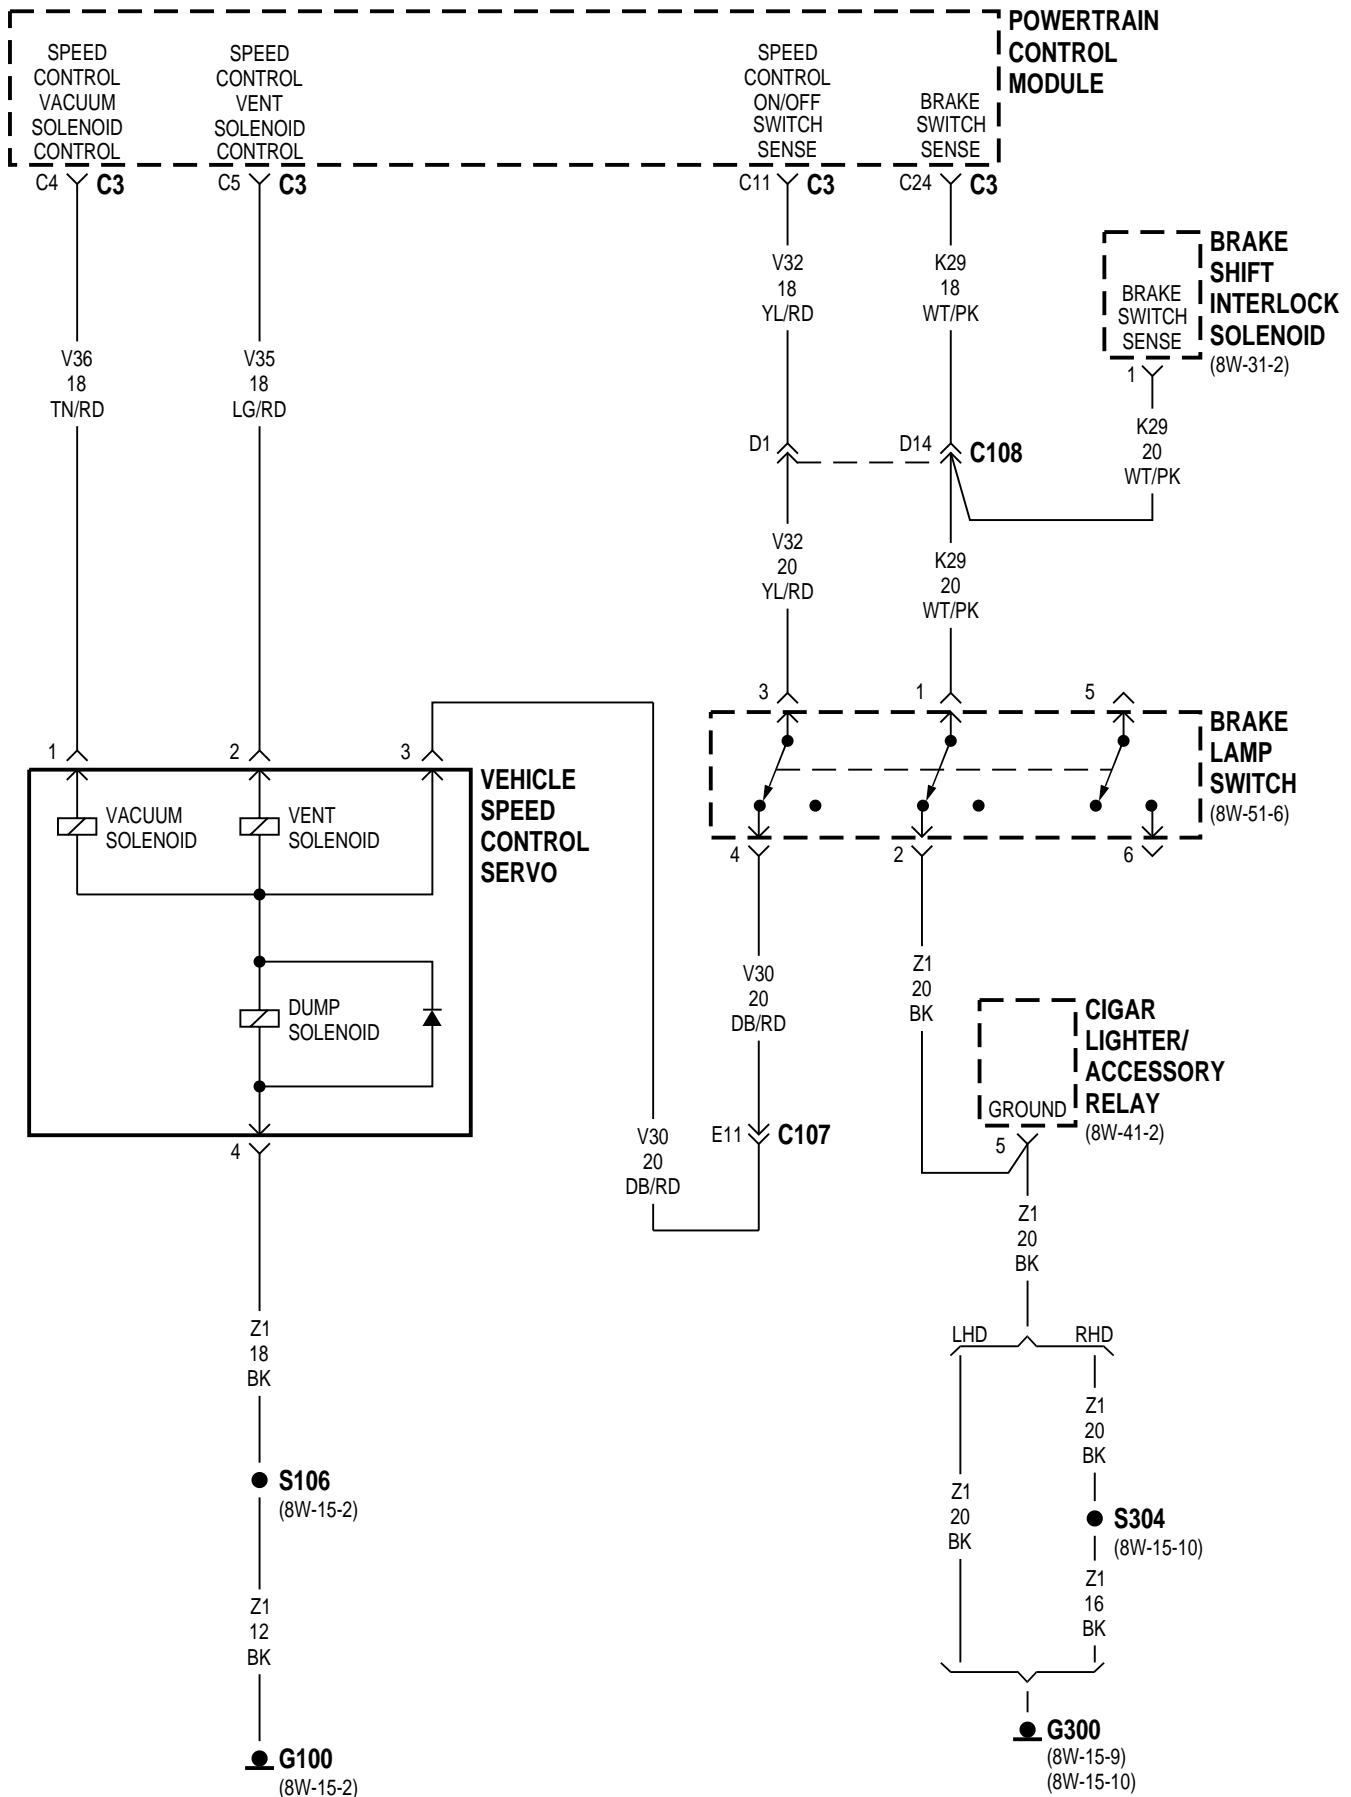 POWERTRAIN
CONTROL
MODULE
SPEED
CONTROL
VACUUM
SOLENOID
CONTROL
SPEED
CONTROL
VENT
SOLENOID
CONTROL
SPEED
CONTROL
ON/OFF
SWITCH
SENSE
BRAKE
SWITCH
SENSE
C4 C3
C5 C3
C11 C3
C24 C3
V36
18
TN/RD
V35
18
LG/RD
V32
18
YL/RD
K29
18
WT/PK
BRAKE
SHIFT
INTERLOCK
SOLENOID
(8W-31-2)
BRAKE
SWITCH
SENSE
1
K29
20
WT/PK
D1
D14 C108
V32
20
YL/RD
K29
20
WT/PK
3
1
5
BRAKE
LAMP
SWITCH
(8W-51-6)
4
2
6
1
2
3
VEHICLE
SPEED
CONTROL
SERVO
VACUUM
SOLENOID
VENT
SOLENOID
DUMP
SOLENOID
4
V30
20
DB/RD
E11 C107
V30
20
DB/RD
Z1
20
BK
CIGAR
LIGHTER/
ACCESSORY
RELAY
(8W-41-2)
GROUND
5
Z1
20
BK
LHD
RHD
Z1
20
BK
Z1
20
BK
S304
(8W-15-10)
Z1
16
BK
G300
(8W-15-9)
(8W-15-10)
Z1
18
BK
S106
(8W-15-2)
Z1
12
BK
G100
(8W-15-2)